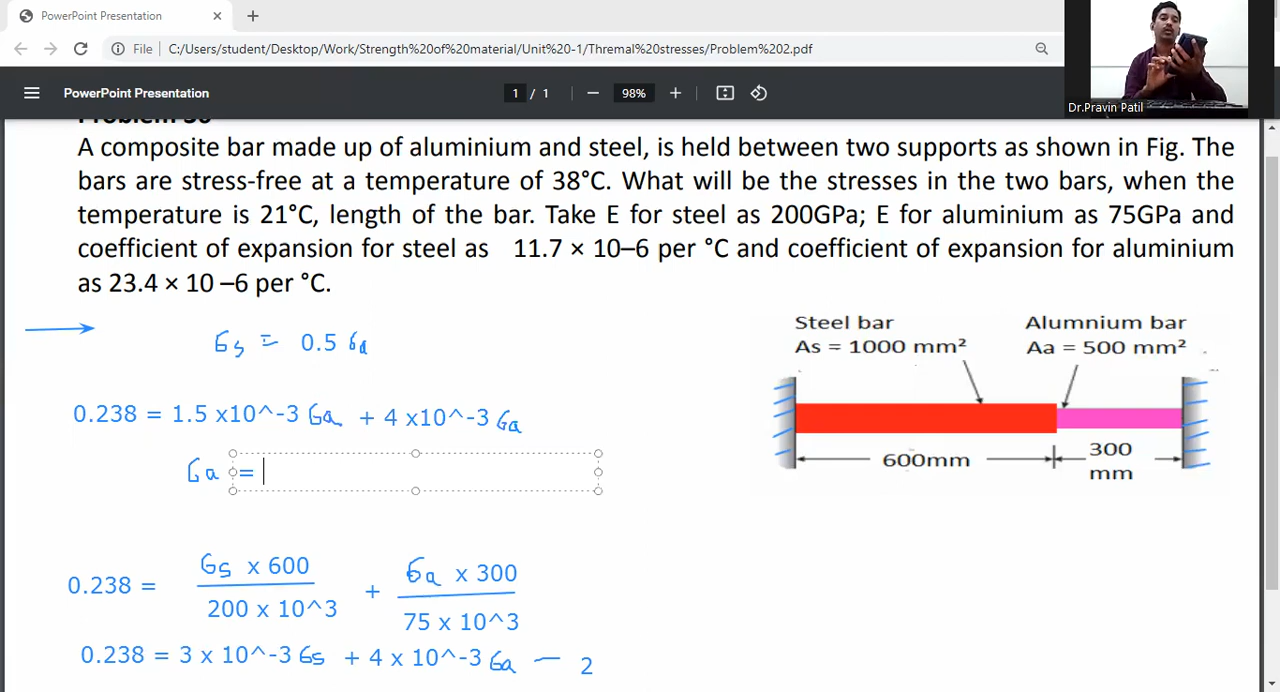 PowerPoint Presentation
File C:/Users/student/Desktop/Work/Strength%20of%20material/Unit%20-1/Thremal%20stresses/Problem%202.pdf
PowerPoint Presentation 1 / 1 98%
Dr.Pravin Patil
A composite bar made up of aluminium and steel, is held between two supports as shown in Fig. The
bars are stress-free at a temperature of 38°C. What will be the stresses in the two bars, when the
temperature is 21°C, length of the bar. Take E for steel as 200GPa; E for aluminium as 75GPa and
coefficient of expansion for steel as 11.7 × 10–6 per °C and coefficient of expansion for aluminium
as 23.4 × 10 –6 per °C.
σs = 0.5 σa
0.238 = 1.5 x10^-3 σa + 4 x10^-3 σa
σa =
0.238 = σs x 600 / 200 x 10^3 + σa x 300 / 75 x 10^3
0.238 = 3 x 10^-3 σs + 4 x 10^-3 σa — 2
Steel bar
As = 1000 mm²
Alumnium bar
Aa = 500 mm²
600mm
300
mm